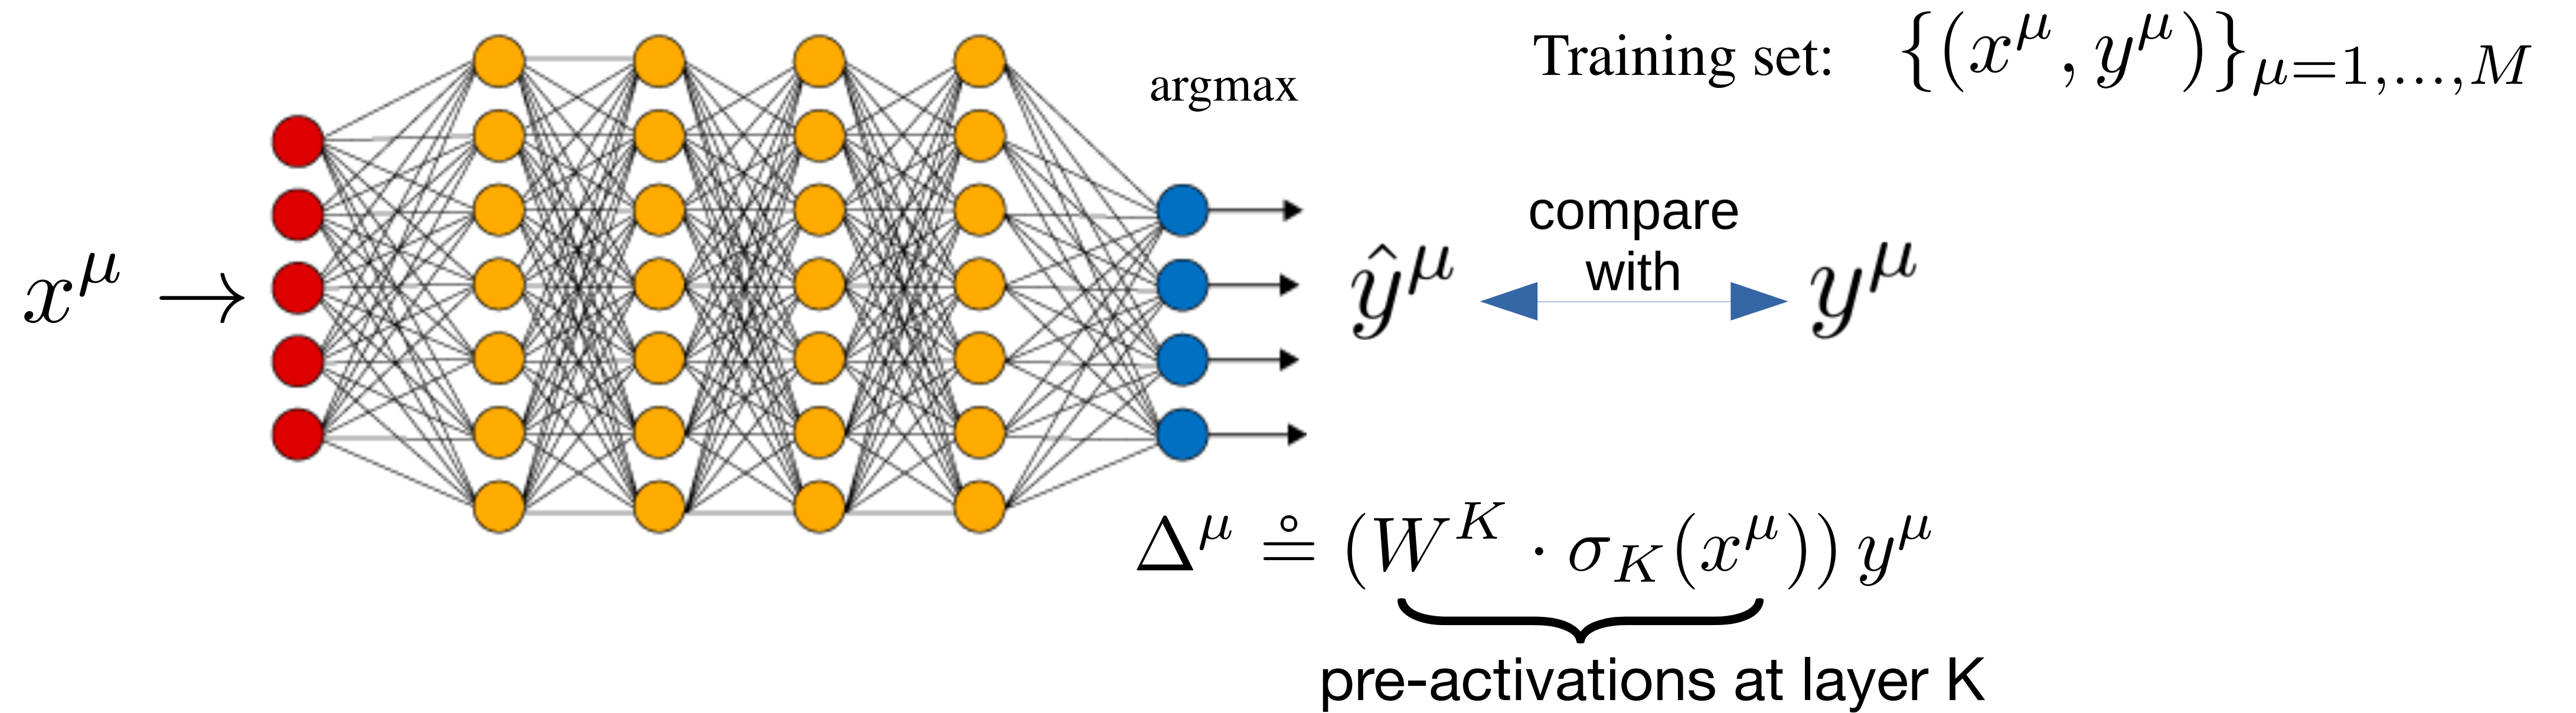 Training set: {(x^μ, y^μ)}_{μ=1,...,M}
argmax
x^μ →
ŷ^μ
compare
with
y^μ
Δ^μ ≗ (W^K · σ_K(x^μ)) y^μ
pre-activations at layer K